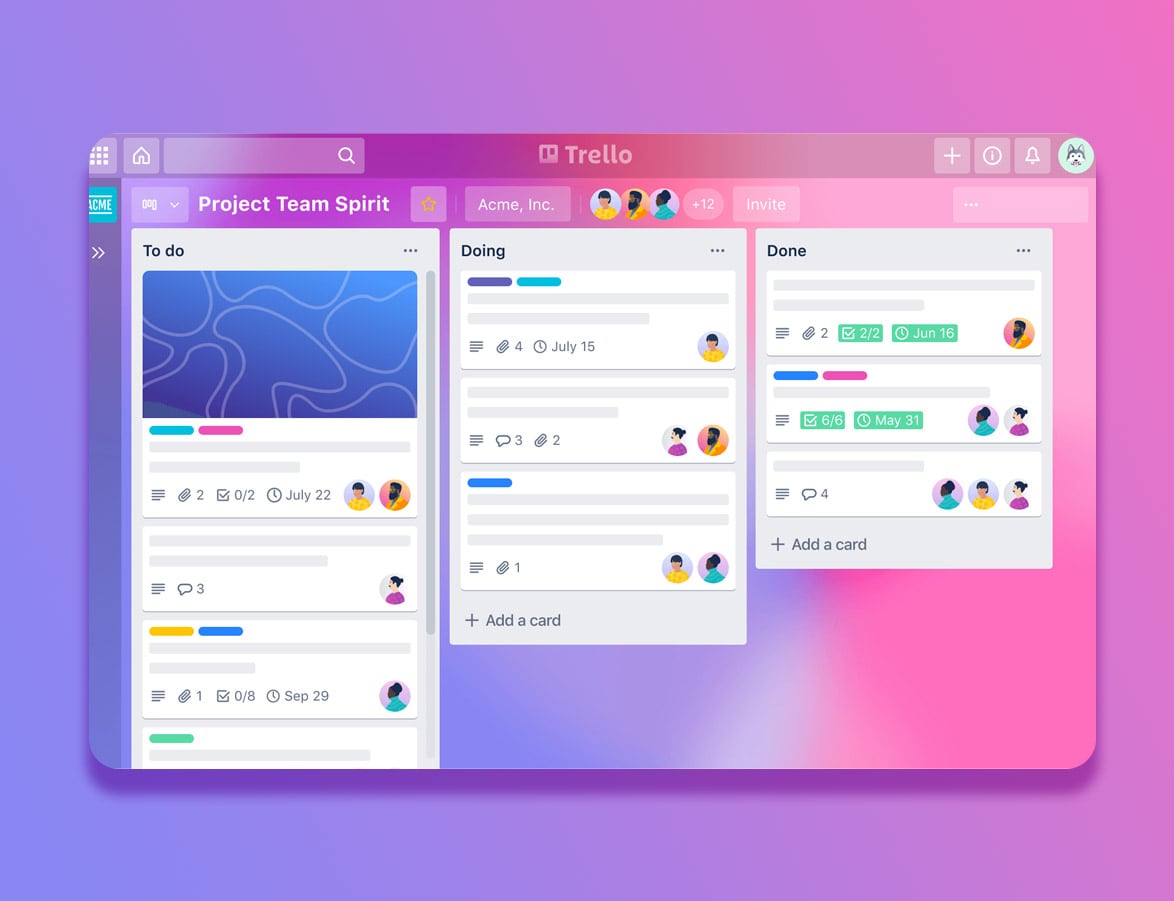 Trello
ACME
Project Team Spirit
Acme, Inc.
+12
Invite
To do
2
0/2
July 22
3
1
0/8
Sep 29
Doing
4
July 15
3
2
1
+ Add a card
Done
2
2/2
Jun 16
6/6
May 31
4
+ Add a card